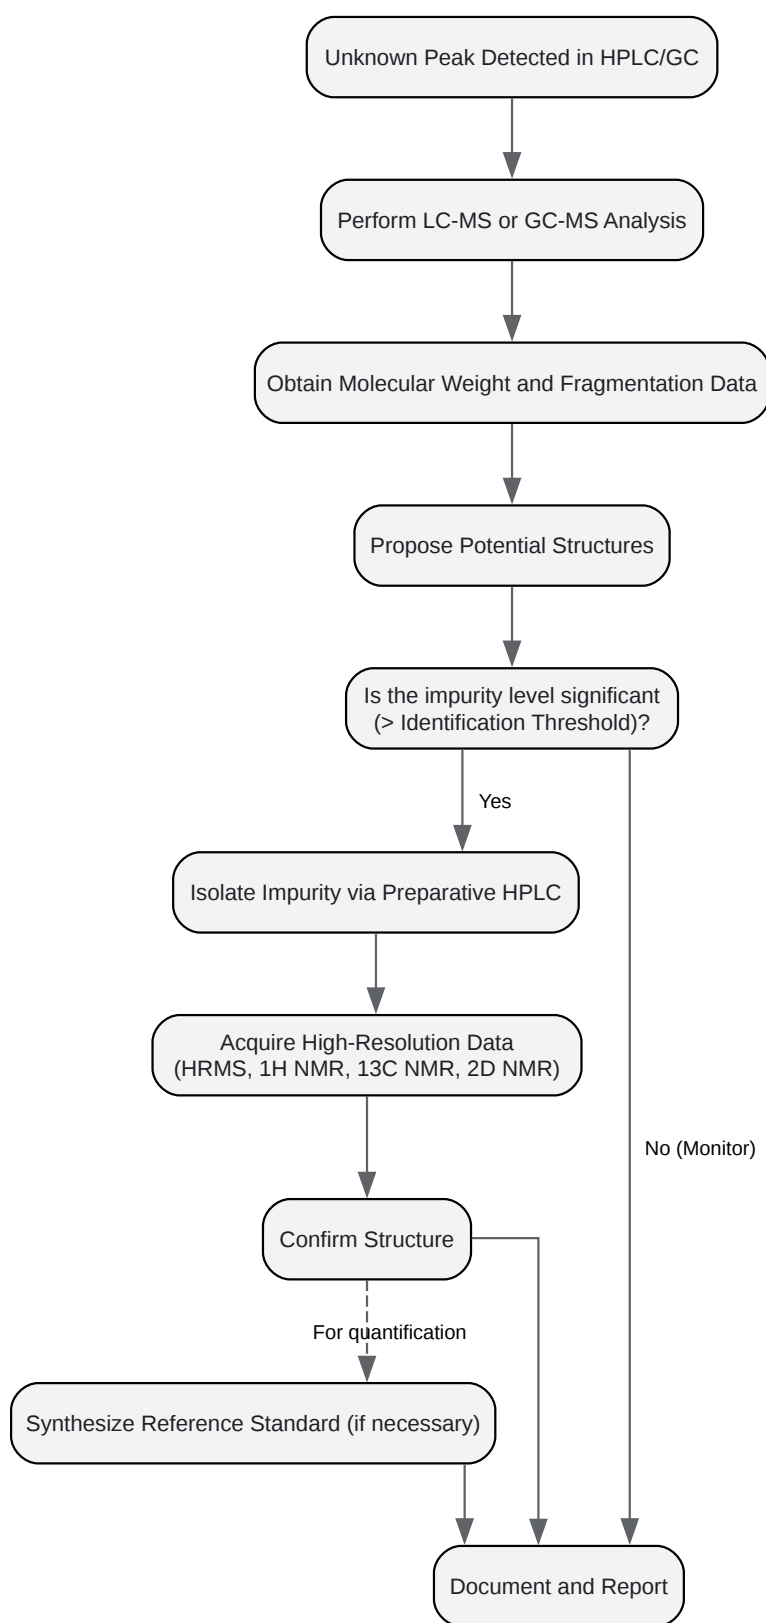 Unknown Peak Detected in HPLC/GC
Perform LC-MS or GC-MS Analysis
Obtain Molecular Weight and Fragmentation Data
Propose Potential Structures
Is the impurity level significant
(> Identification Threshold)?
Yes
Isolate Impurity via Preparative HPLC
Acquire High-Resolution Data
(HRMS, 1H NMR, 13C NMR, 2D NMR)
No (Monitor)
Confirm Structure
For quantification
Synthesize Reference Standard (if necessary)
Document and Report